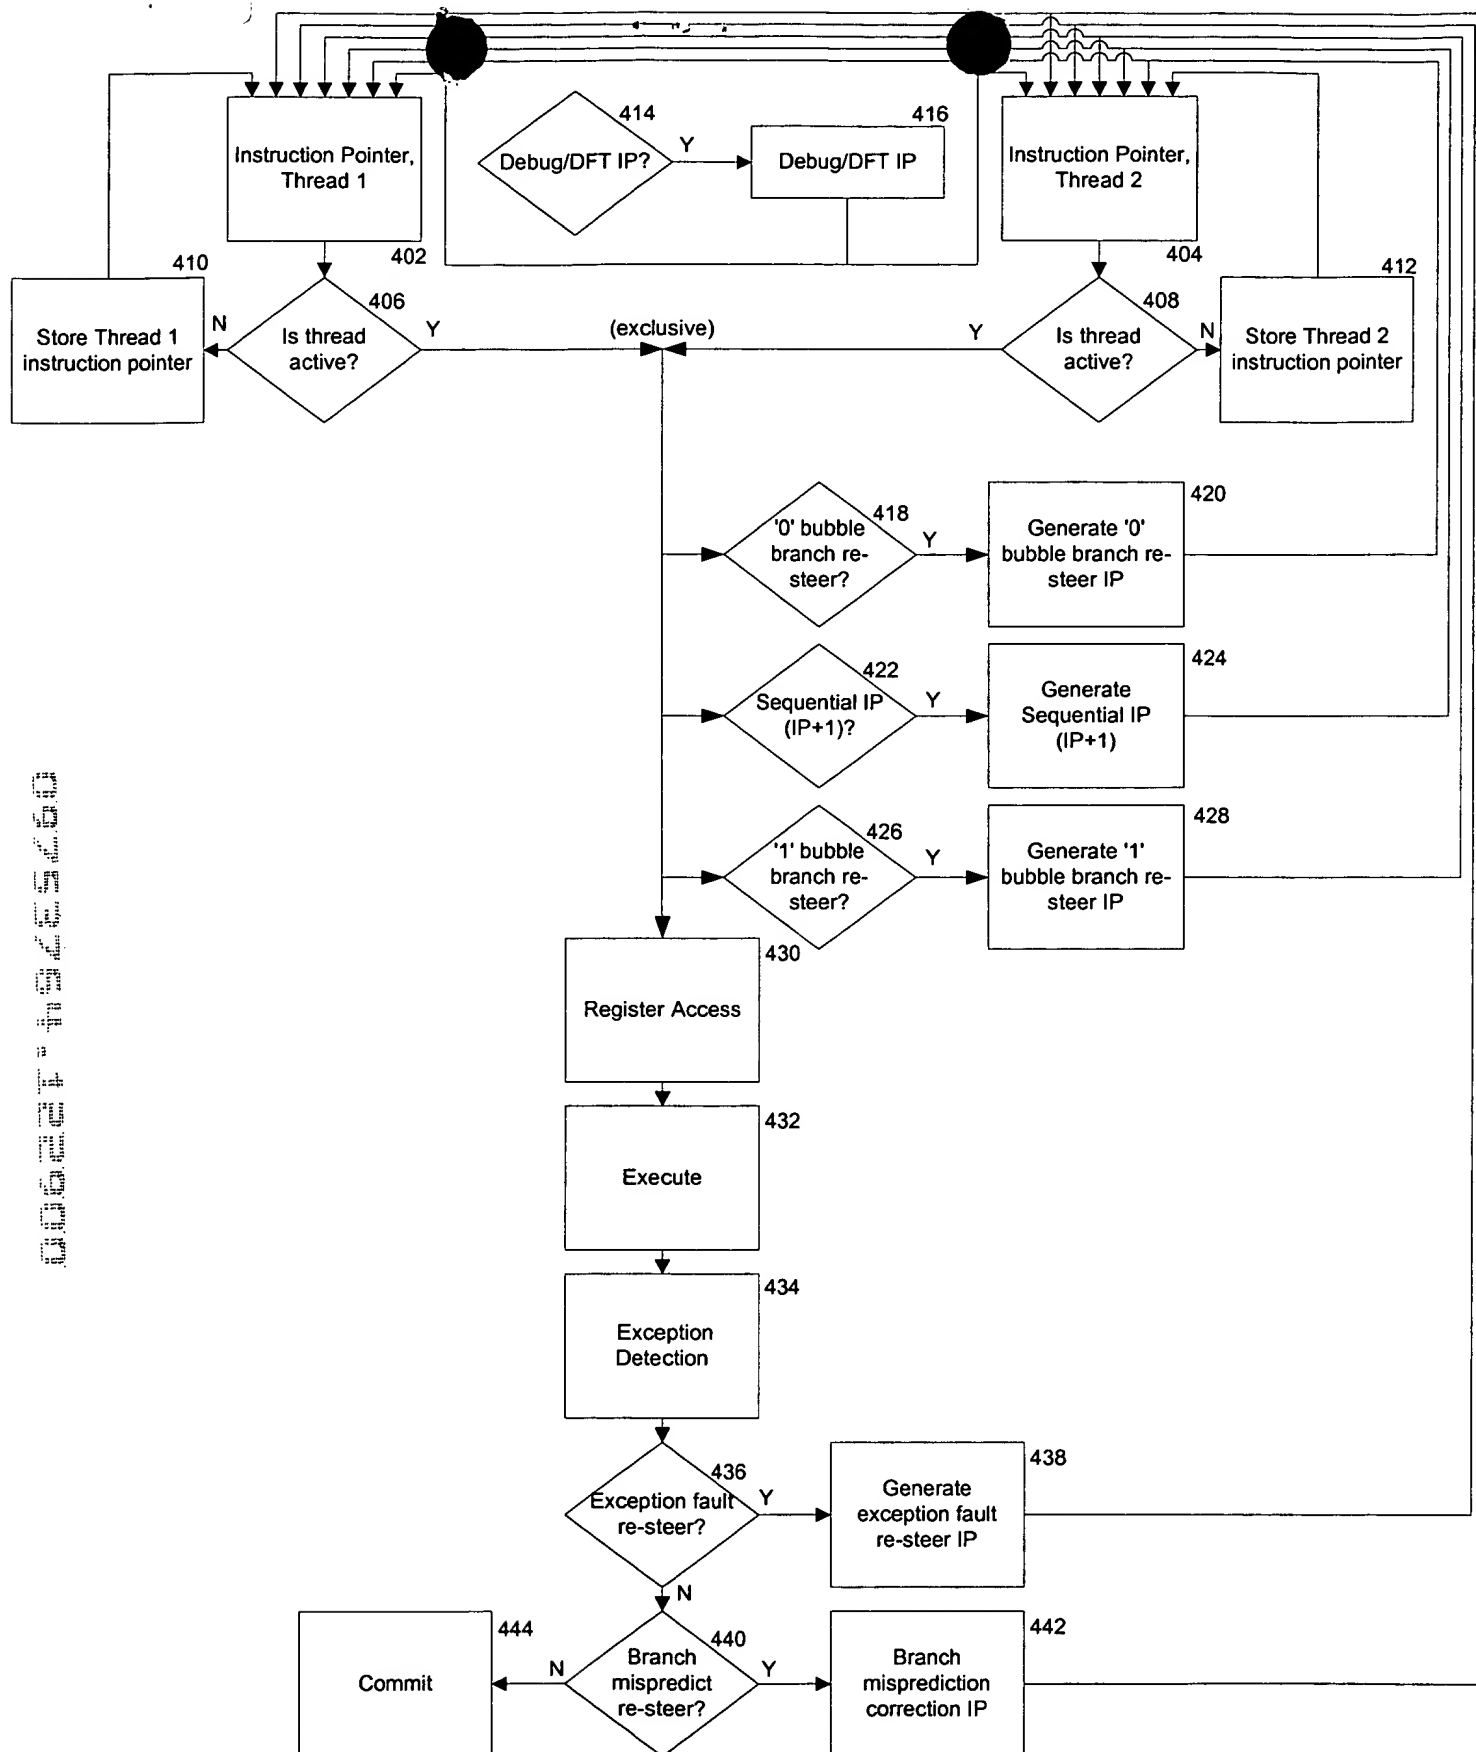 414
416
Instruction Pointer,
Thread 1
Debug/DFT IP?
Y
Debug/DFT IP
Instruction Pointer,
Thread 2
402
404
410
412
406
408
Store Thread 1
instruction pointer
N
Is thread
active?
Y
(exclusive)
Y
Is thread
active?
N
Store Thread 2
instruction pointer
418
420
'0' bubble
branch re-
steer?
Y
Generate '0'
bubble branch re-
steer IP
422
424
Sequential IP
(IP+1)?
Y
Generate
Sequential IP
(IP+1)
426
428
'1' bubble
branch re-
steer?
Y
Generate '1'
bubble branch re-
steer IP
09753764.122900
430
Register Access
432
Execute
434
Exception
Detection
436
438
Exception fault
re-steer?
Y
Generate
exception fault
re-steer IP
N
444
440
442
Commit
N
Branch
mispredict
re-steer?
Y
Branch
misprediction
correction IP